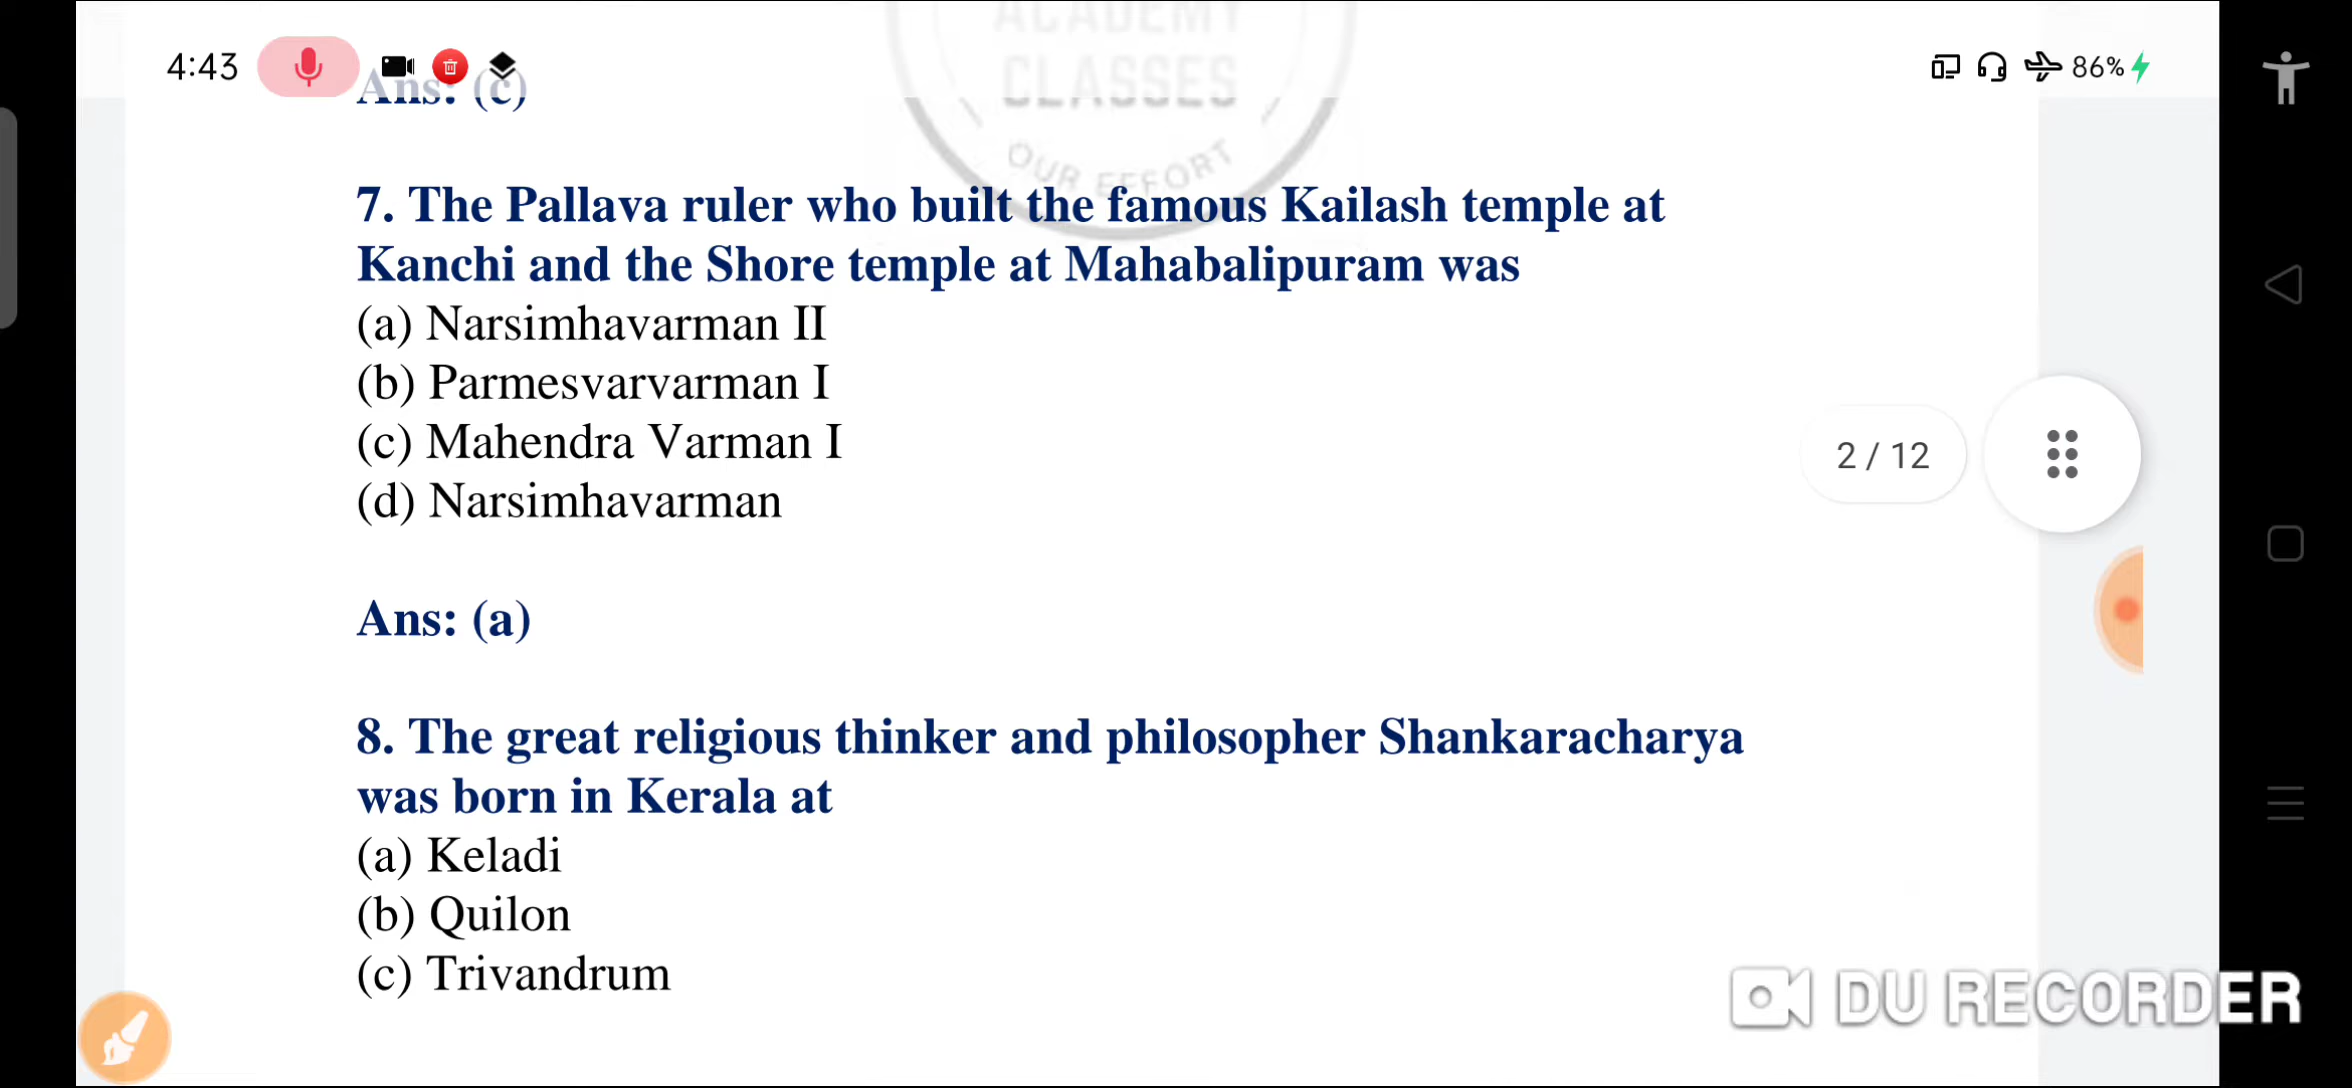 ACADEMY
CLASSES
OUR EFFORT
4:43
86%
Ans: (c)
7. The Pallava ruler who built the famous Kailash temple at
Kanchi and the Shore temple at Mahabalipuram was
(a) Narsimhavarman II
(b) Parmesvarvarman I
(c) Mahendra Varman I
(d) Narsimhavarman
2 / 12
Ans: (a)
8. The great religious thinker and philosopher Shankaracharya
was born in Kerala at
(a) Keladi
(b) Quilon
(c) Trivandrum
DU RECORDER